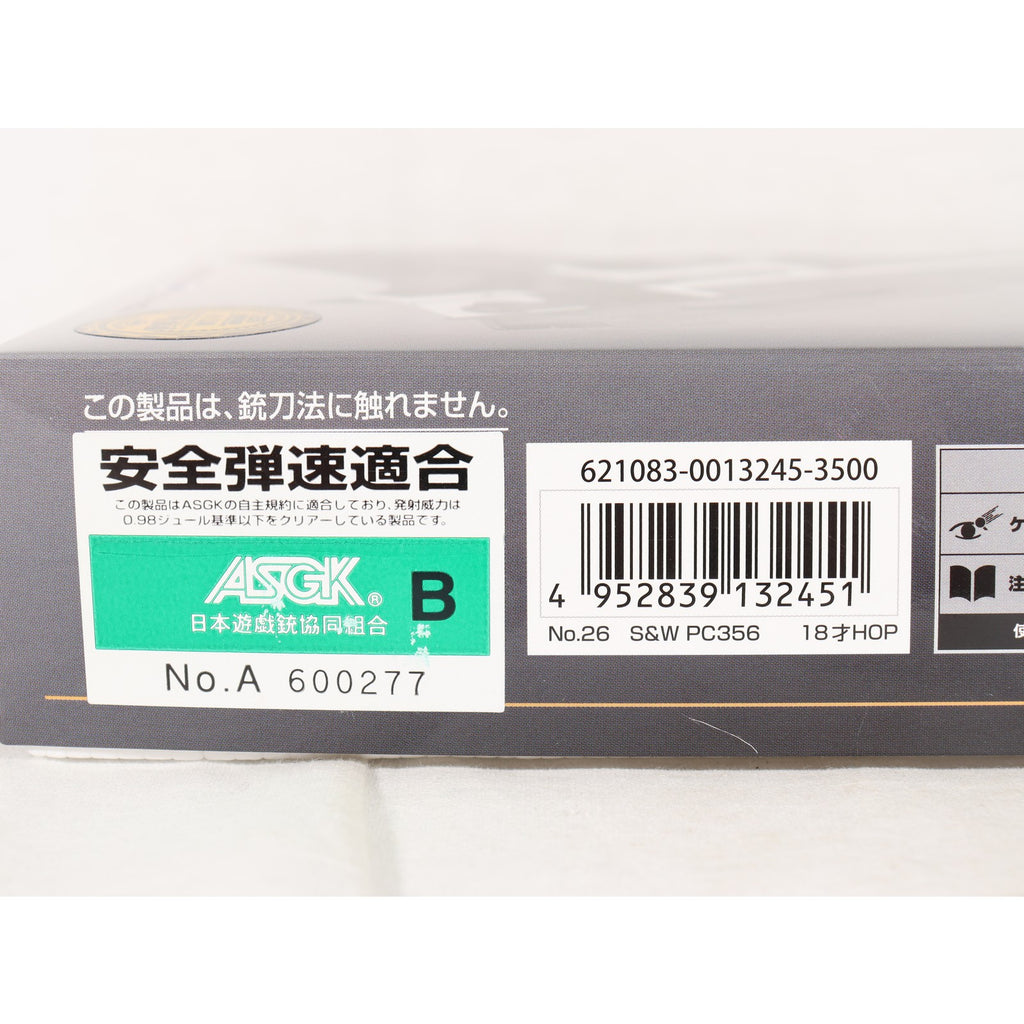 この製品は、銃刀法に触れません。
安全弾速適合
この製品はASGKの自主規約に適合しており、発射威力は
0.98ジュール基準以下をクリアーしている製品です。
ASGK® B
日本遊戯銃協同組合
No.A 600277
621083-0013245-3500
4 952839 132451
No.26 S&W PC356 18才HOP
ケ
注
使